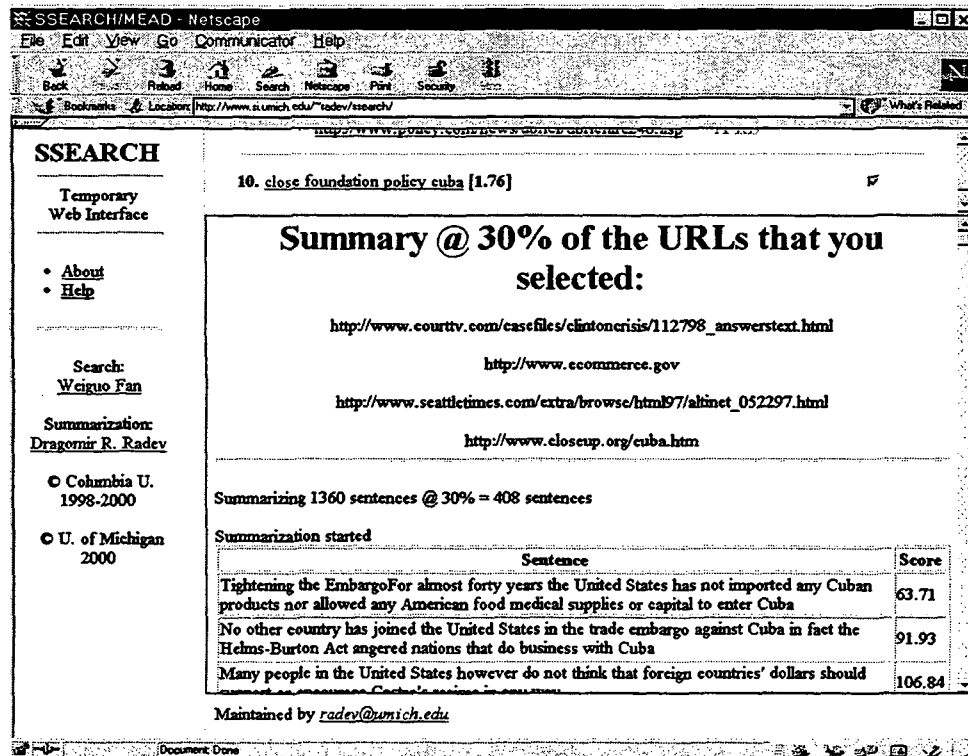 SSEARCH/MEAD - Netscape
File Edit View Go Communicator Help
Back Reload Home Search Netscape Print Security
Bookmarks Location: http://www.si.umich.edu/~radev/ssearch/ What's Related
SSEARCH
Temporary
Web Interface
• About
• Help
Search:
Weiguo Fan
Summarization:
Dragomir R. Radev
© Columbia U.
1998-2000
© U. of Michigan
2000
10. close foundation policy cuba [1.76]
Summary @ 30% of the URLs that you
selected:
http://www.courttv.com/casefiles/clintoncrisis/112798_answerstext.html
http://www.ecommerce.gov
http://www.seattletimes.com/extra/browse/html97/altinet_052297.html
http://www.closeup.org/cuba.htm
Summarizing 1360 sentences @ 30% = 408 sentences
Summarization started
Sentence Score
Tightening the EmbargoFor almost forty years the United States has not imported any Cuban
products nor allowed any American food medical supplies or capital to enter Cuba 63.71
No other country has joined the United States in the trade embargo against Cuba in fact the
Helms-Burton Act angered nations that do business with Cuba 91.93
Many people in the United States however do not think that foreign countries' dollars should 106.84
Maintained by radev@umich.edu
Document: Done